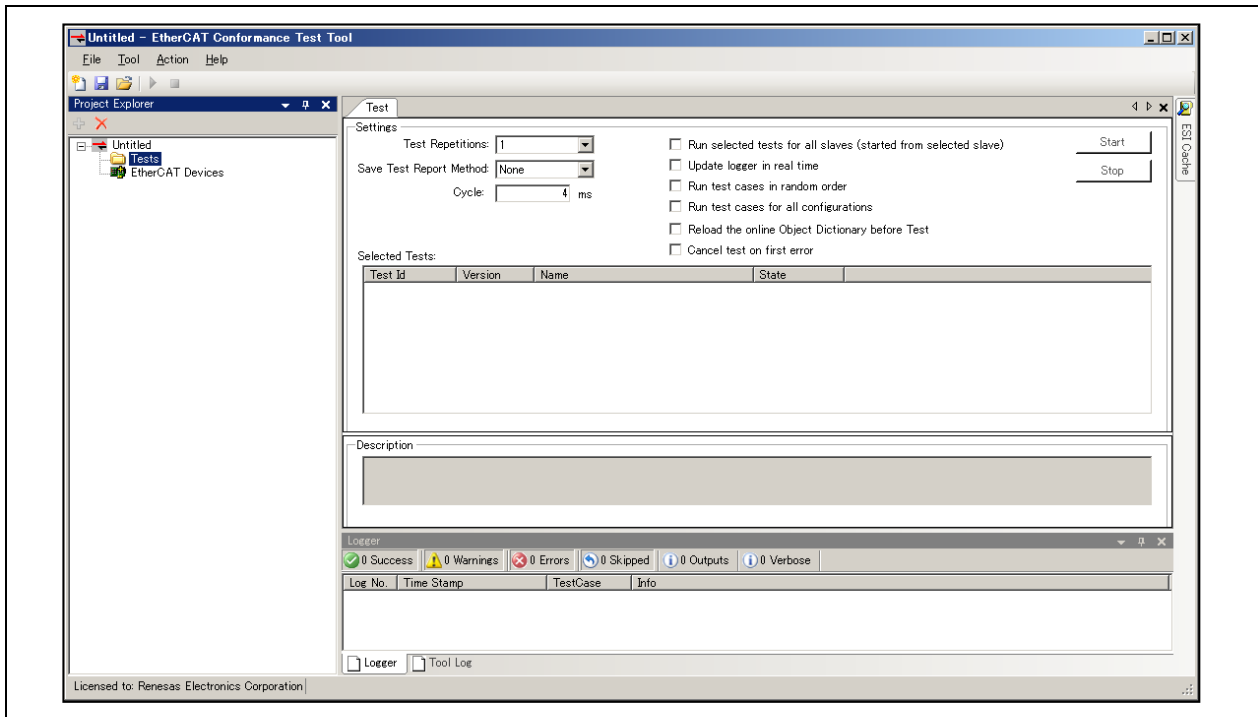 Untitled - EtherCAT Conformance Test Tool
File Tool Action Help
Project Explorer
Untitled
Tests
EtherCAT Devices
Test
Settings
Test Repetitions: 1
Save Test Report Method: None
Cycle: 4 ms
Run selected tests for all slaves (started from selected slave)
Update logger in real time
Run test cases in random order
Run test cases for all configurations
Reload the online Object Dictionary before Test
Cancel test on first error
Start
Stop
ESI Cache
Selected Tests:
Test Id Version Name State
Description
Logger
0 Success 0 Warnings 0 Errors 0 Skipped 0 Outputs 0 Verbose
Log No. Time Stamp TestCase Info
Logger Tool Log
Licensed to: Renesas Electronics Corporation